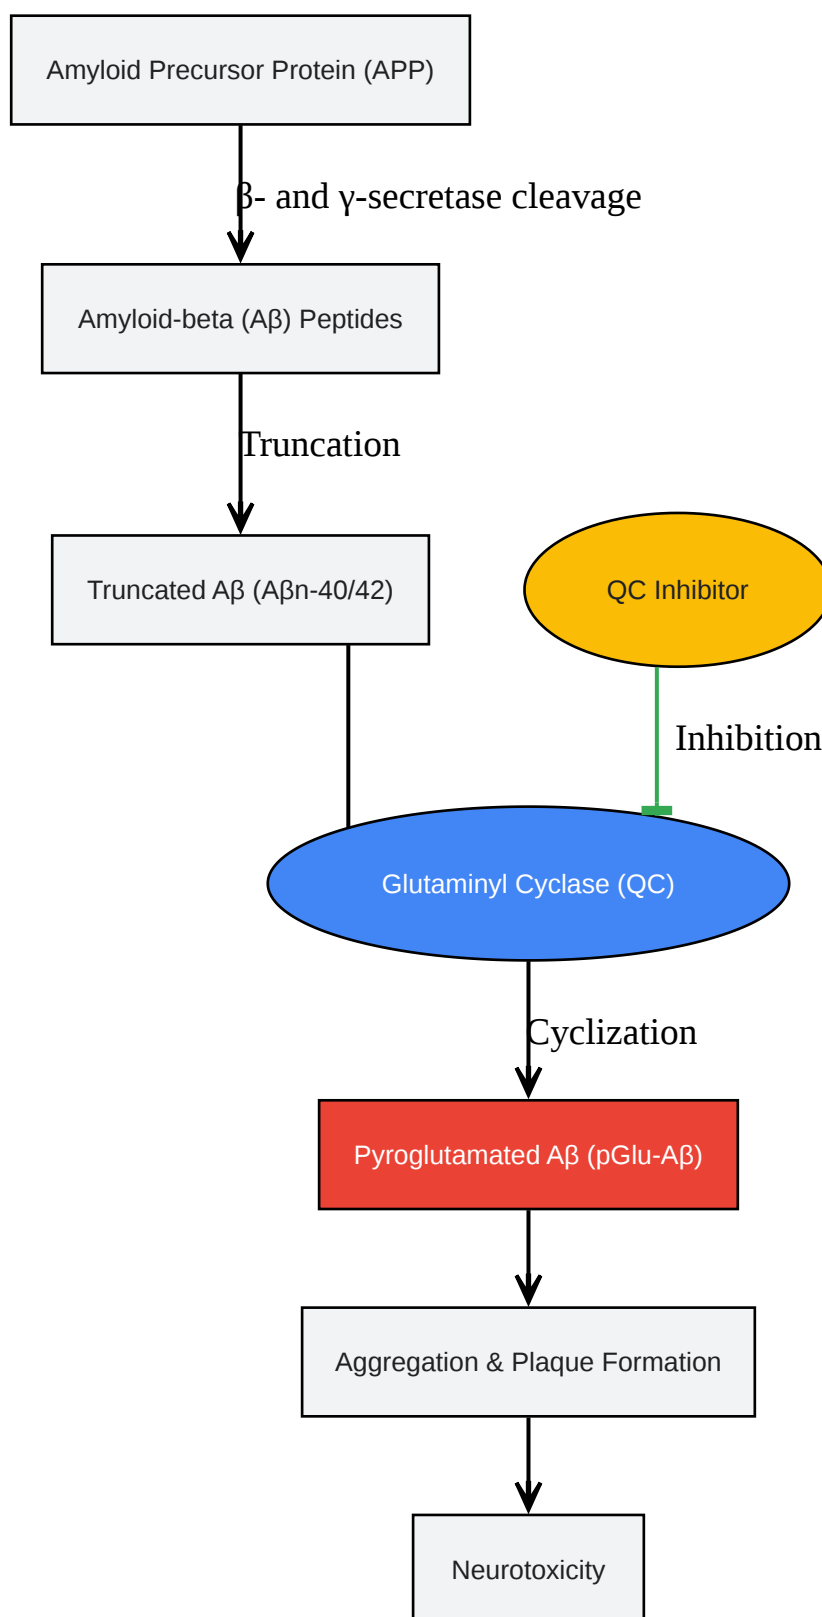 Amyloid Precursor Protein (APP)
β- and γ-secretase cleavage
Amyloid-beta (Aβ) Peptides
Truncation
Truncated Aβ (Aβn-40/42)
QC Inhibitor
Inhibition
Glutaminyl Cyclase (QC)
Cyclization
Pyroglutamated Aβ (pGlu-Aβ)
Aggregation & Plaque Formation
Neurotoxicity